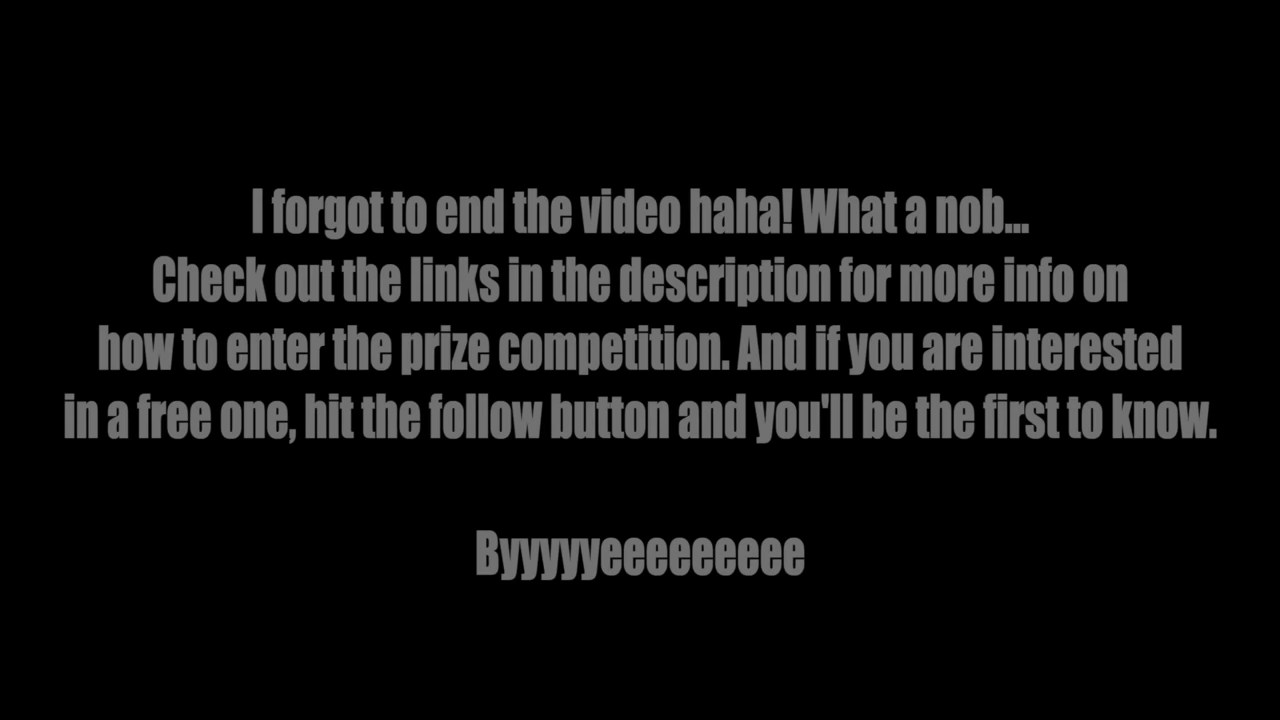 I forgot to end the video haha! What a nob...
Check out the links in the description for more info on
how to enter the prize competition. And if you are interested
in a free one, hit the follow button and you'll be the first to know.
Byyyyyeeeeeeeee